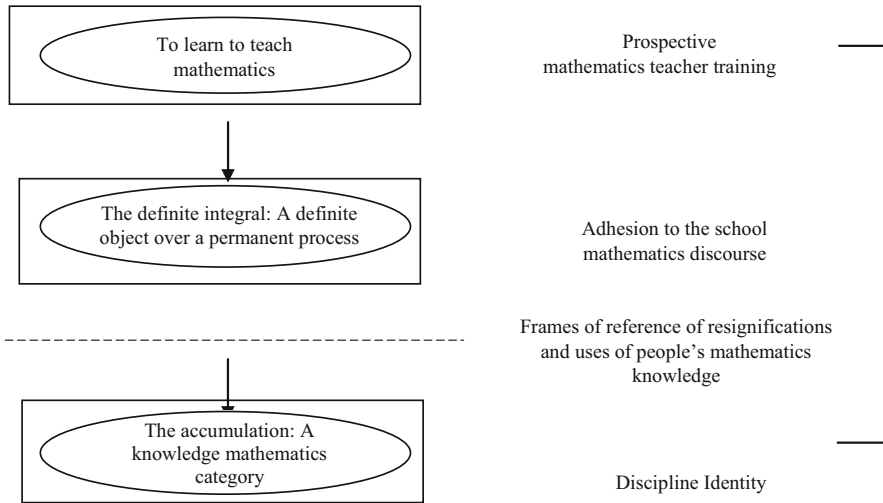 To learn to teach
mathematics
Prospective
mathematics teacher training
The definite integral: A definite
object over a permanent process
Adhesion to the school
mathematics discourse
Frames of reference of resignifications
and uses of people’s mathematics
knowledge
The accumulation: A
knowledge mathematics
category
Discipline Identity